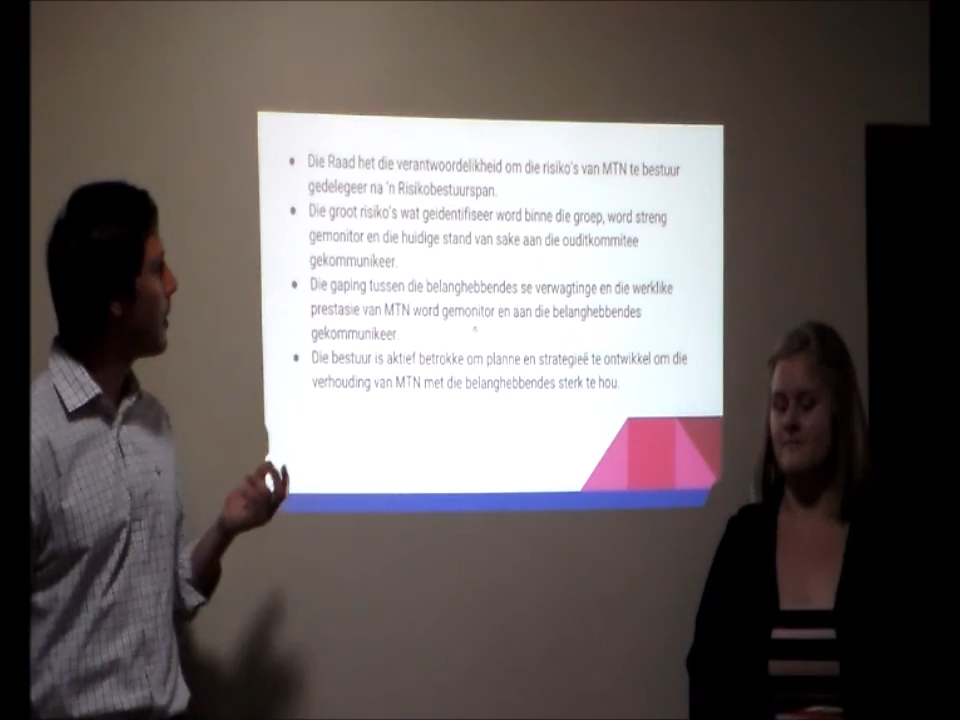 • Die Raad het die verantwoordelikheid om die risiko's van MTN te bestuur
gedelegeer na 'n Risikobestuurspan.
• Die groot risiko's wat geidentifiseer word binne die groep, word streng
gemonitor en die huidige stand van sake aan die ouditkommitee
gekommunikeer.
• Die gaping tussen die belanghebbendes se verwagtinge en die werklike
prestasie van MTN word gemonitor en aan die belanghebbendes
gekommunikeer.
• Die bestuur is aktief betrokke om planne en strategieë te ontwikkel om die
verhouding van MTN met die belanghebbendes sterk te hou.